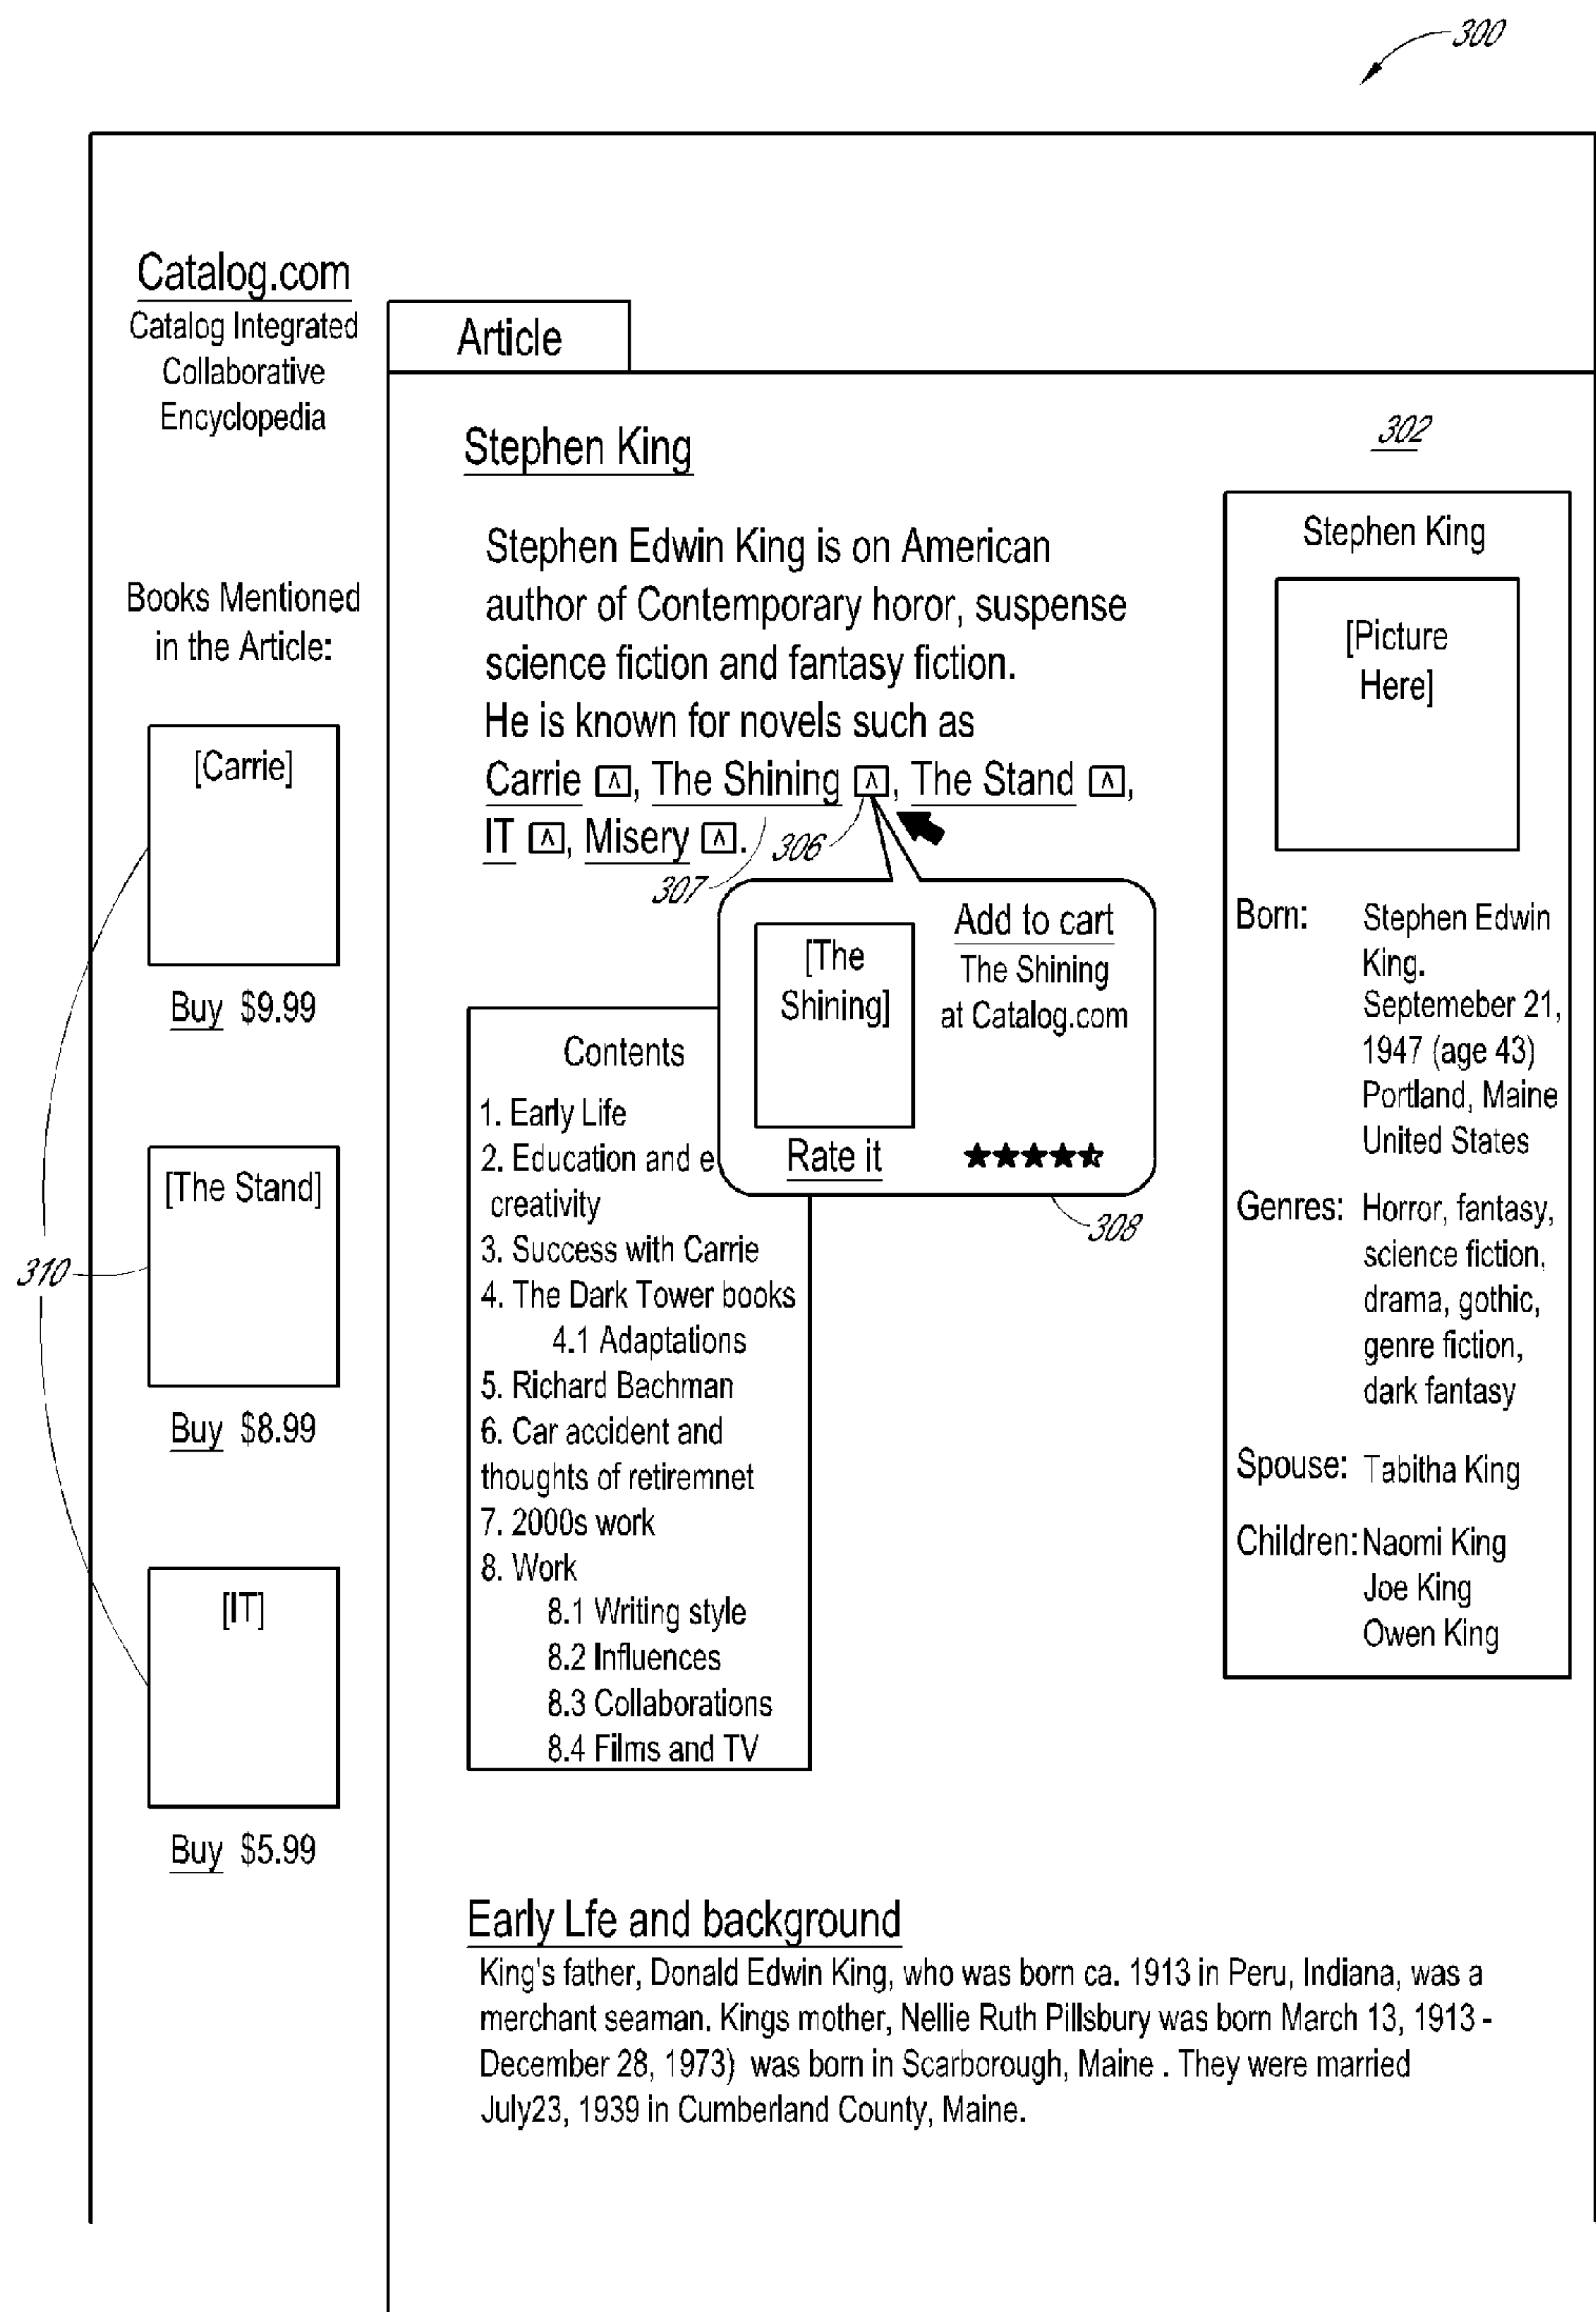 300
Catalog.com
Catalog Integrated
Collaborative
Encyclopedia
Books Mentioned
in the Article:
[Carrie]
Buy $9.99
[The Stand]
Buy $8.99
310
[IT]
Buy $5.99
Article
Stephen King
302
Stephen Edwin King is on American
author of Contemporary horor, suspense
science fiction and fantasy fiction.
He is known for novels such as
Carrie [^], The Shining [^], The Stand [^],
IT [^], Misery [^].
306
307
[The
Shining]
Add to cart
The Shining
at Catalog.com
Rate it ★★★★⯪
308
Contents
1. Early Life
2. Education and e
creativity
3. Success with Carrie
4. The Dark Tower books
4.1 Adaptations
5. Richard Bachman
6. Car accident and
thoughts of retiremnet
7. 2000s work
8. Work
8.1 Writing style
8.2 Influences
8.3 Collaborations
8.4 Films and TV
Stephen King
[Picture
Here]
Born: Stephen Edwin
King.
Septemeber 21,
1947 (age 43)
Portland, Maine
United States
Genres: Horror, fantasy,
science fiction,
drama, gothic,
genre fiction,
dark fantasy
Spouse: Tabitha King
Children: Naomi King
Joe King
Owen King
Early Lfe and background
King's father, Donald Edwin King, who was born ca. 1913 in Peru, Indiana, was a
merchant seaman. Kings mother, Nellie Ruth Pillsbury was born March 13, 1913 -
December 28, 1973) was born in Scarborough, Maine . They were married
July23, 1939 in Cumberland County, Maine.